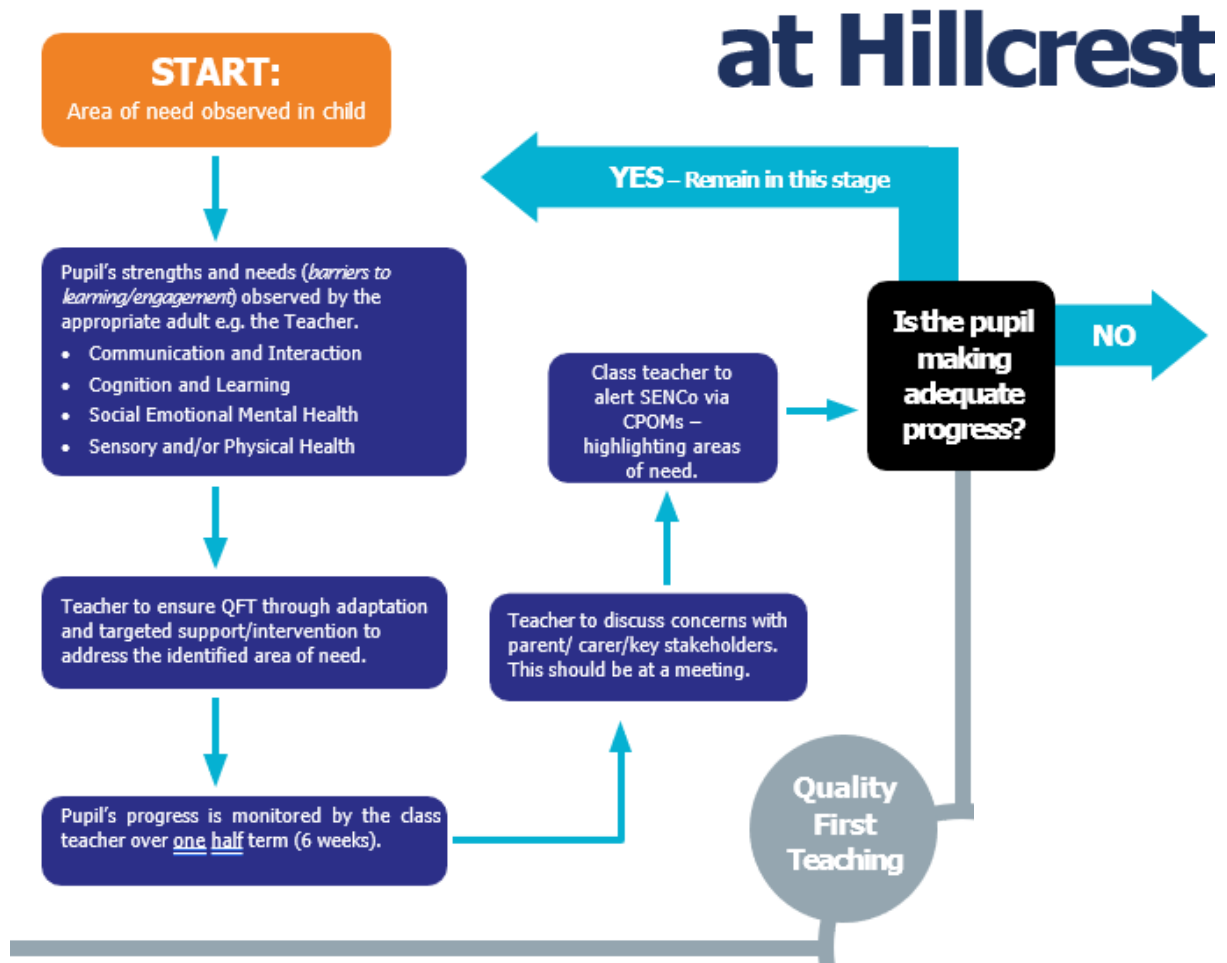 at Hillcrest
START:
Area of need observed in child
YES – Remain in this stage
Pupil's strengths and needs (barriers to
learning/engagement) observed by the
appropriate adult e.g. the Teacher.
• Communication and Interaction
• Cognition and Learning
• Social Emotional Mental Health
• Sensory and/or Physical Health
Teacher to ensure QFT through adaptation
and targeted support/intervention to
address the identified area of need.
Pupil's progress is monitored by the class
teacher over one half term (6 weeks).
Teacher to discuss concerns with
parent/ carer/key stakeholders.
This should be at a meeting.
Class teacher to
alert SENCo via
CPOMs –
highlighting areas
of need.
Is the pupil
making
adequate
progress?
NO
Quality
First
Teaching